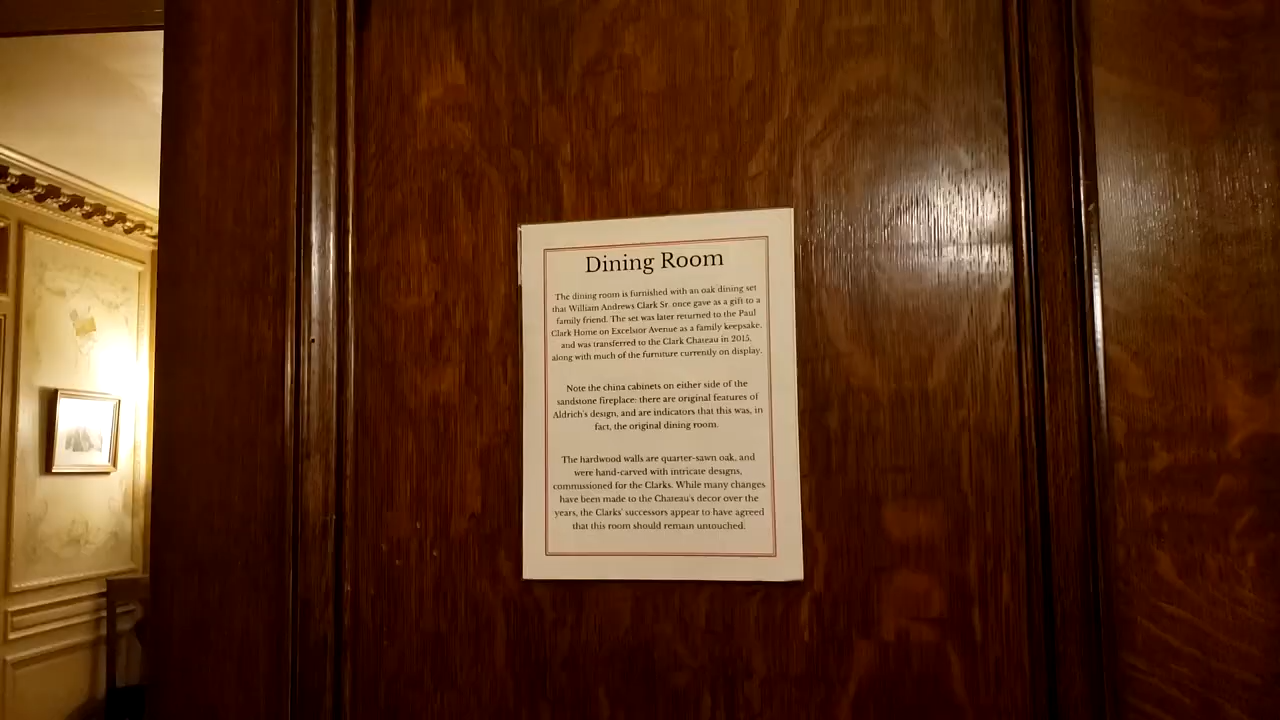 Dining Room
The dining room is furnished with an oak dining set
that William Andrews Clark Sr. once gave as a gift to a
family friend. The set was later returned to the Paul
Clark Home on Excelsior Avenue as a family keepsake,
and was transferred to the Clark Chateau in 2015,
along with much of the furniture currently on display.
Note the china cabinets on either side of the
sandstone fireplace: there are original features of
Aldrich's design, and are indicators that this was, in
fact, the original dining room.
The hardwood walls are quarter-sawn oak, and
were hand-carved with intricate designs,
commissioned for the Clarks. While many changes
have been made to the Chateau's decor over the
years, the Clarks' successors appear to have agreed
that this room should remain untouched.